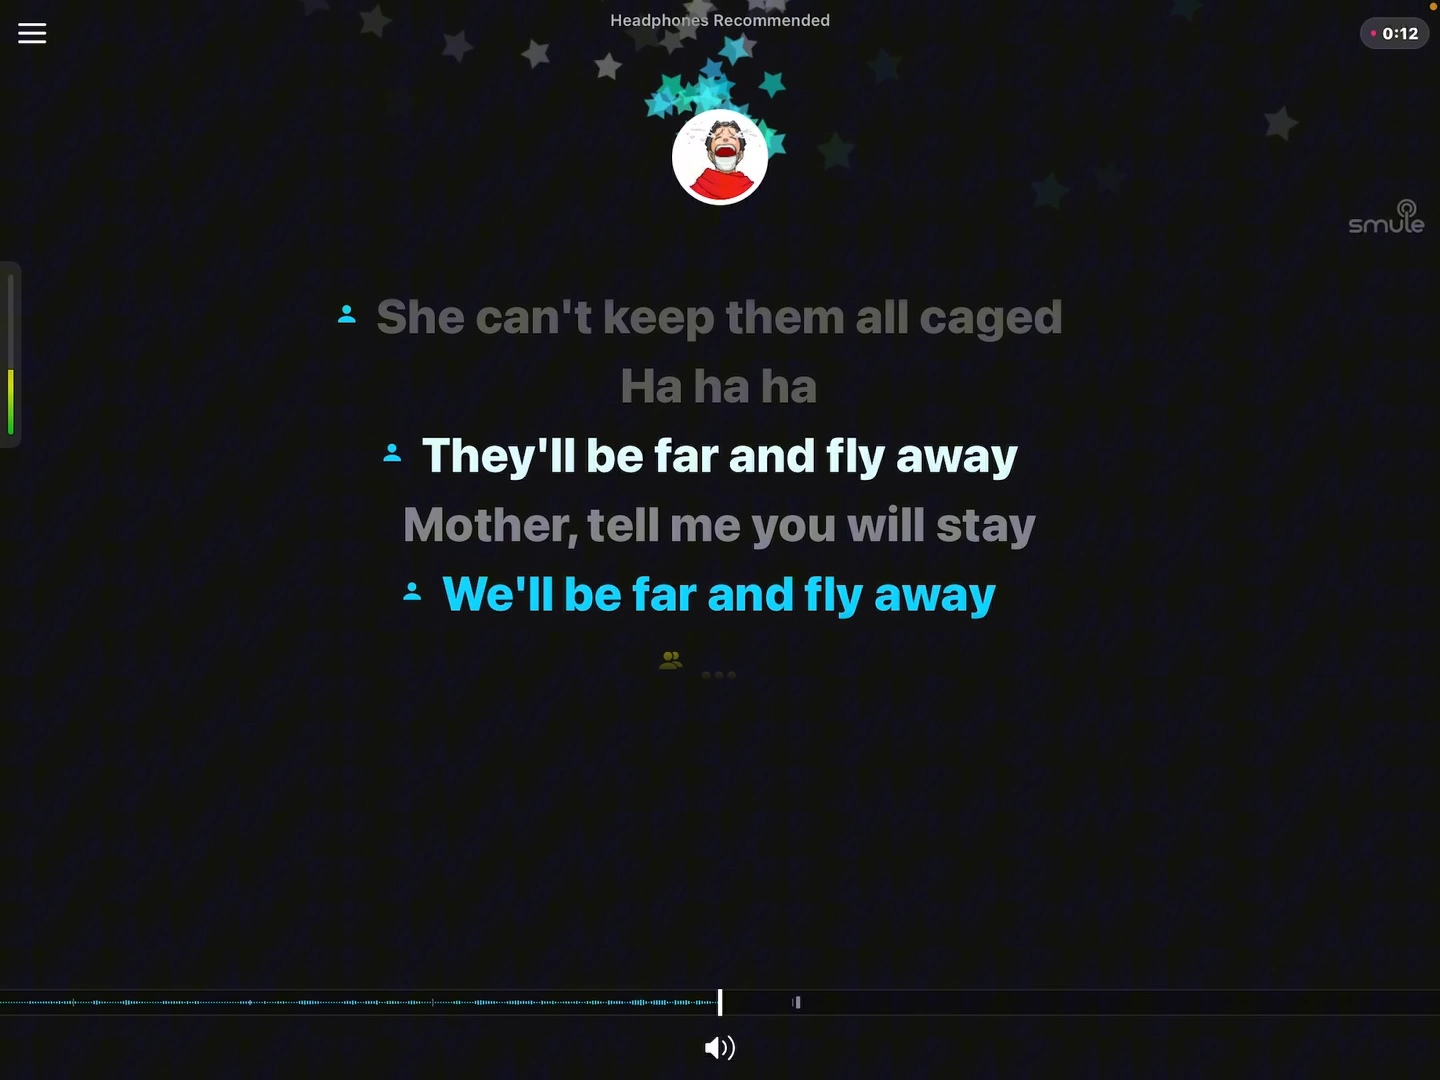 Headphones Recommended
0:12
smule
She can't keep them all caged
Ha ha ha
They'll be far and fly away
Mother, tell me you will stay
We'll be far and fly away
...